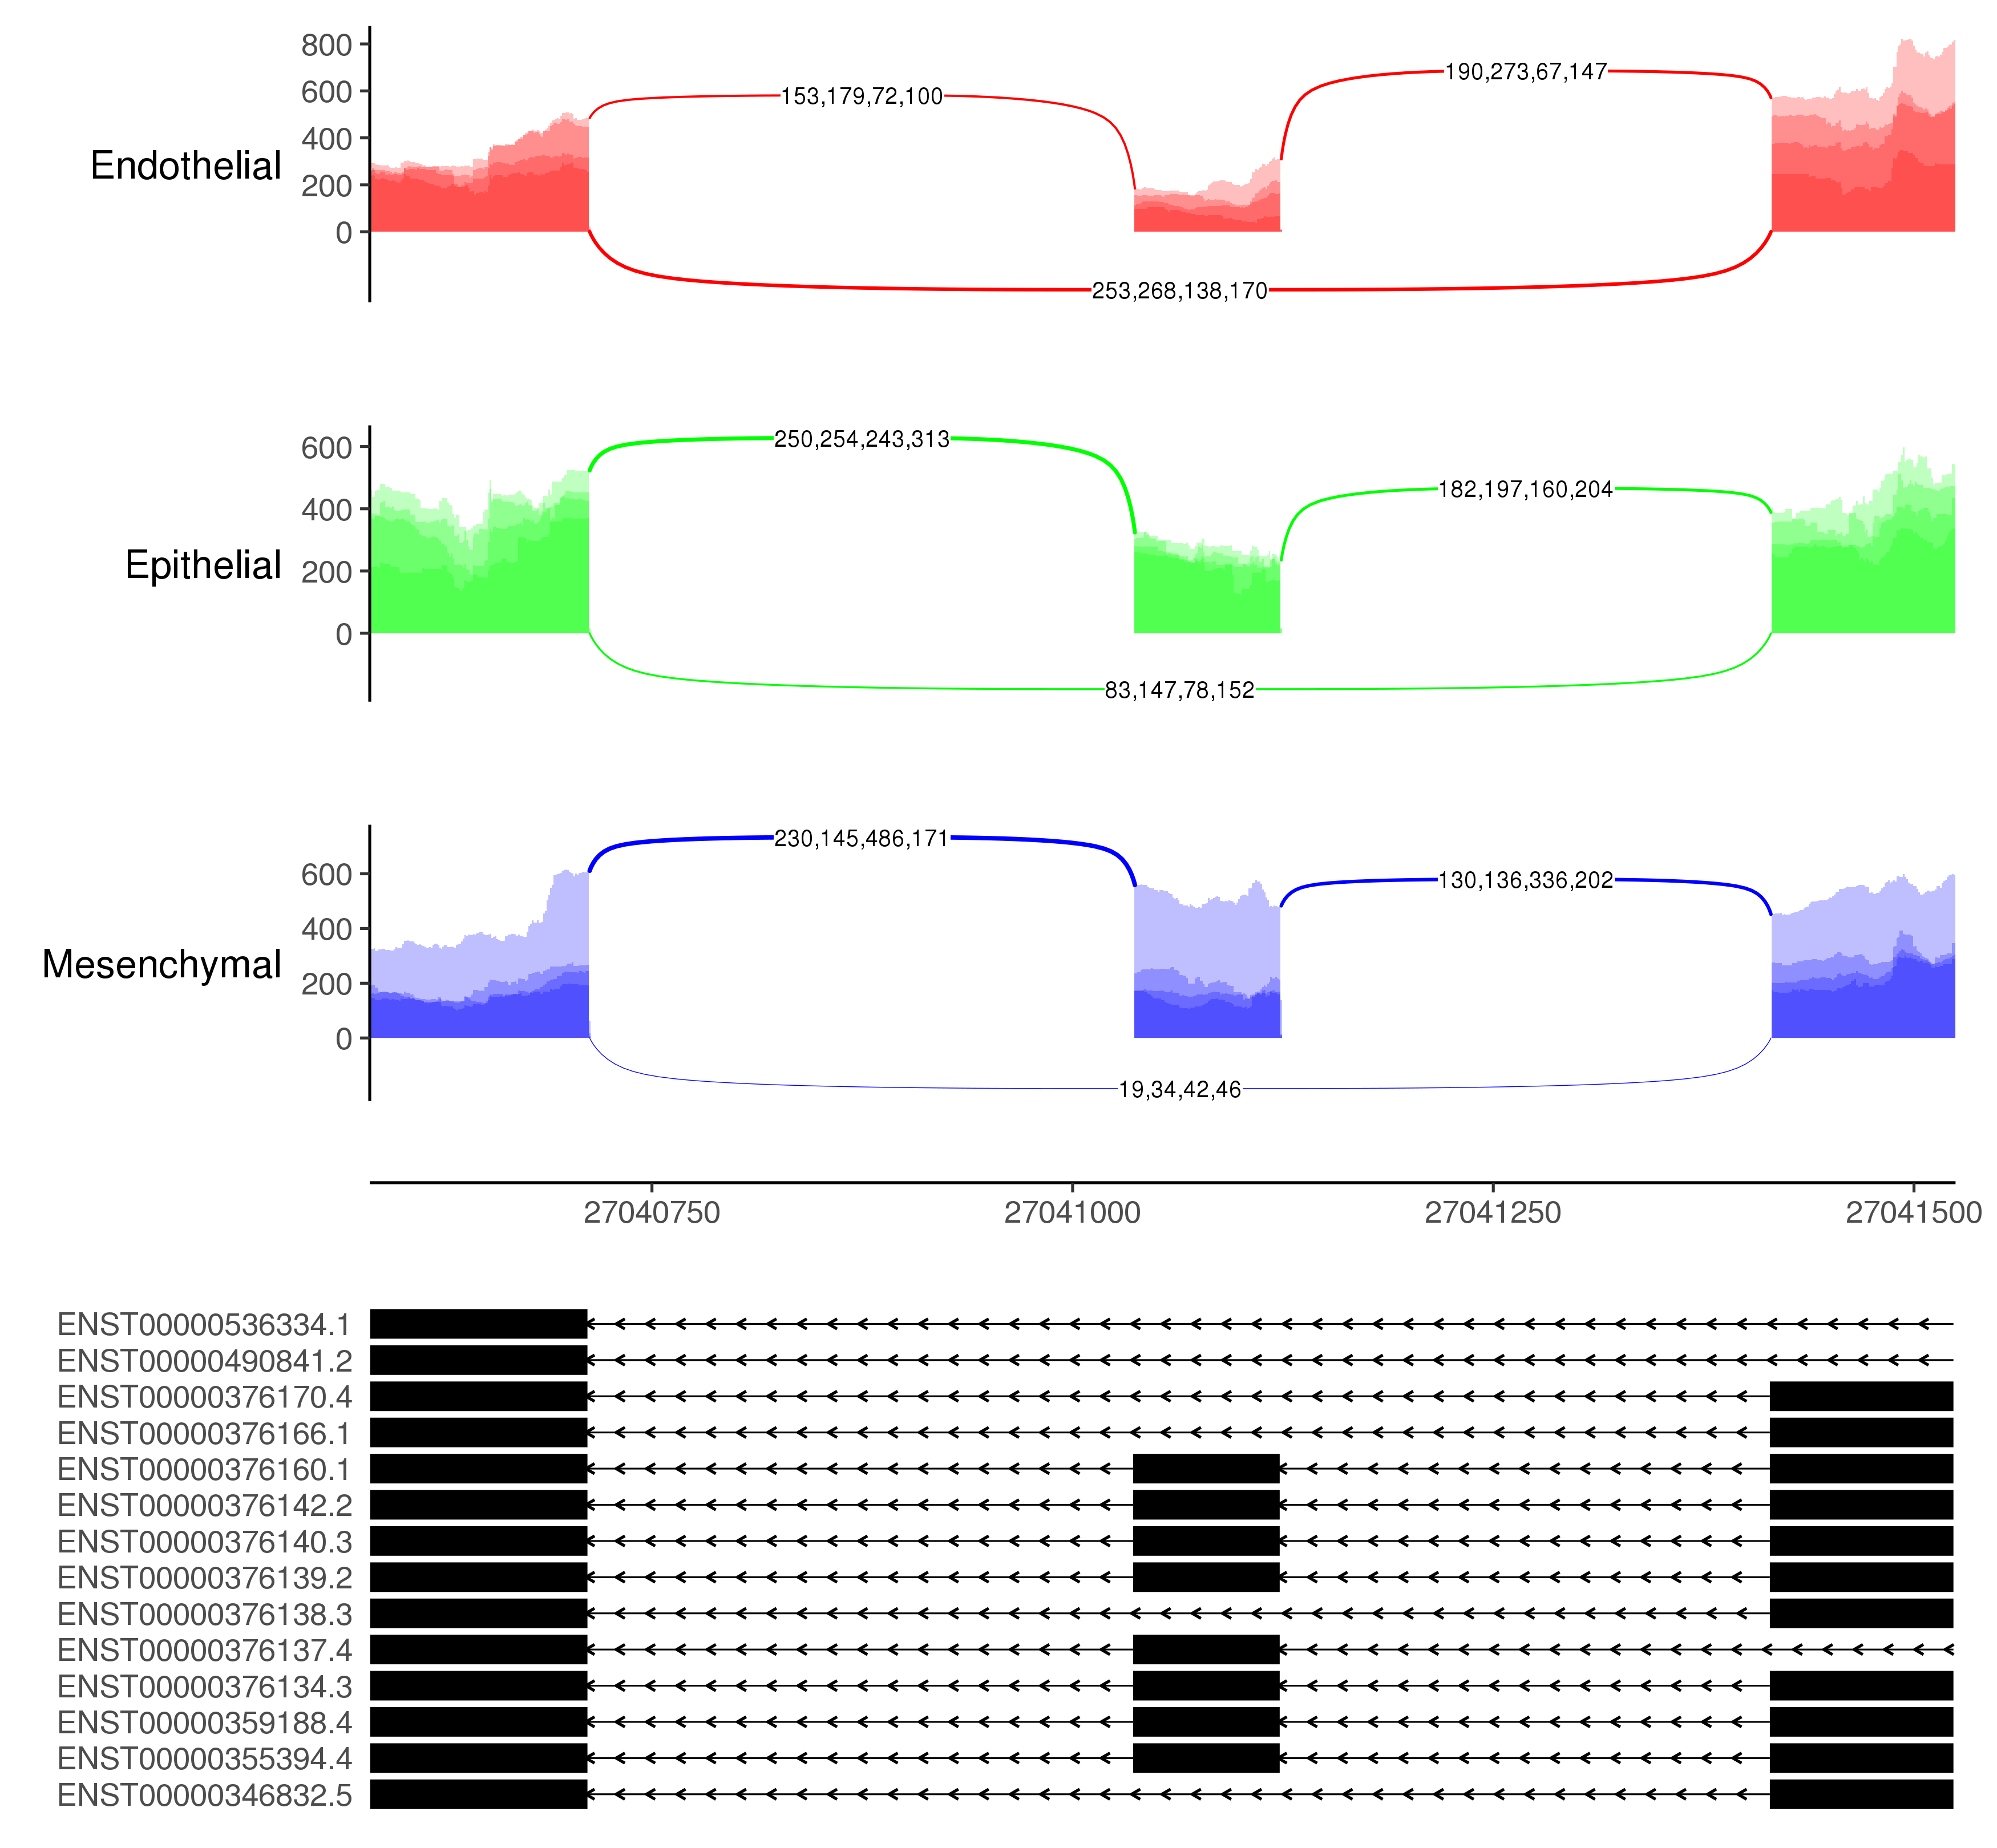 800
600
400
200
0
Endothelial
153,179,72,100
190,273,67,147
253,268,138,170
600
400
200
0
Epithelial
250,254,243,313
182,197,160,204
83,147,78,152
600
400
200
0
Mesenchymal
230,145,486,171
130,136,336,202
19,34,42,46
27040750 27041000 27041250 27041500
ENST00000536334.1
ENST00000490841.2
ENST00000376170.4
ENST00000376166.1
ENST00000376160.1
ENST00000376142.2
ENST00000376140.3
ENST00000376139.2
ENST00000376138.3
ENST00000376137.4
ENST00000376134.3
ENST00000359188.4
ENST00000355394.4
ENST00000346832.5